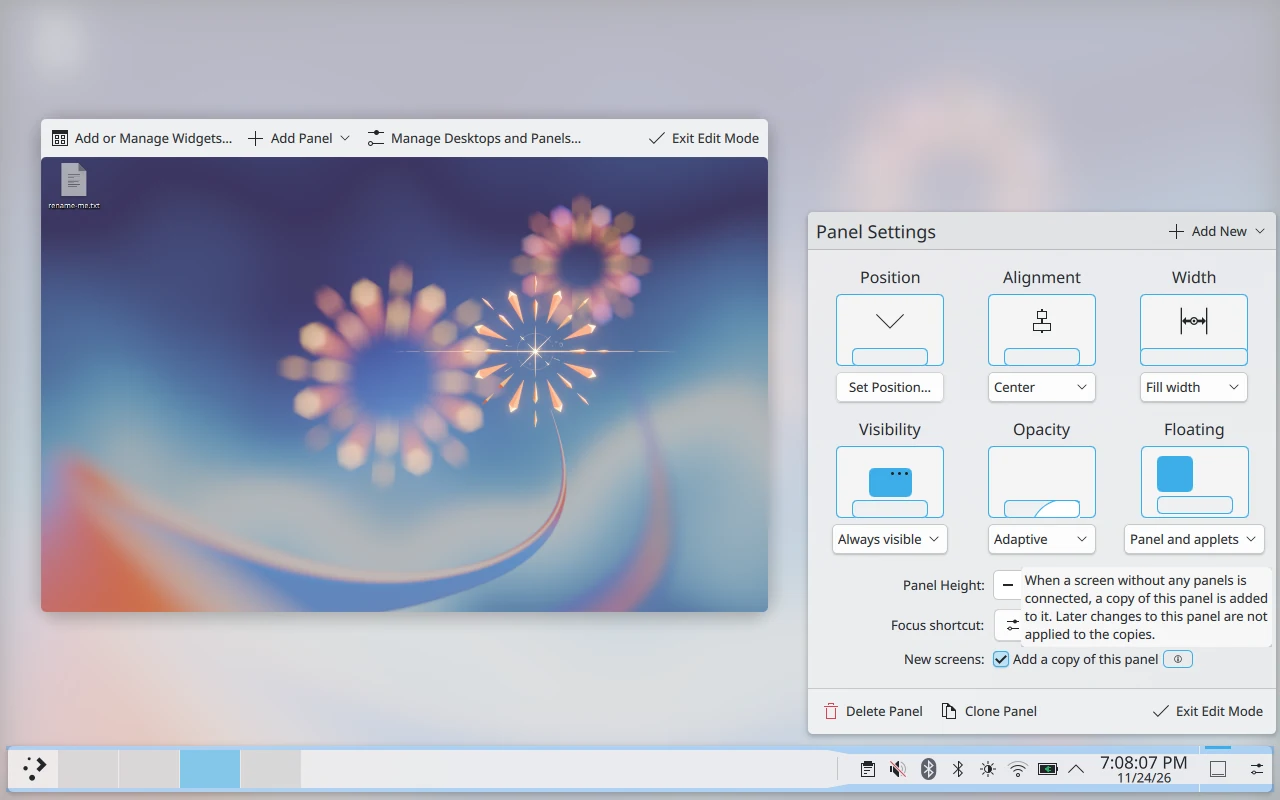 Add or Manage Widgets...
Add Panel
Manage Desktops and Panels...
Exit Edit Mode
rename-me.txt
Panel Settings
Add New
Position
Alignment
Width
Set Position...
Center
Fill width
Visibility
Opacity
Floating
Always visible
Adaptive
Panel and applets
Panel Height:
When a screen without any panels is
connected, a copy of this panel is added
to it. Later changes to this panel are not
applied to the copies.
Focus shortcut:
New screens:
Add a copy of this panel
Delete Panel
Clone Panel
Exit Edit Mode
7:08:07 PM
11/24/26